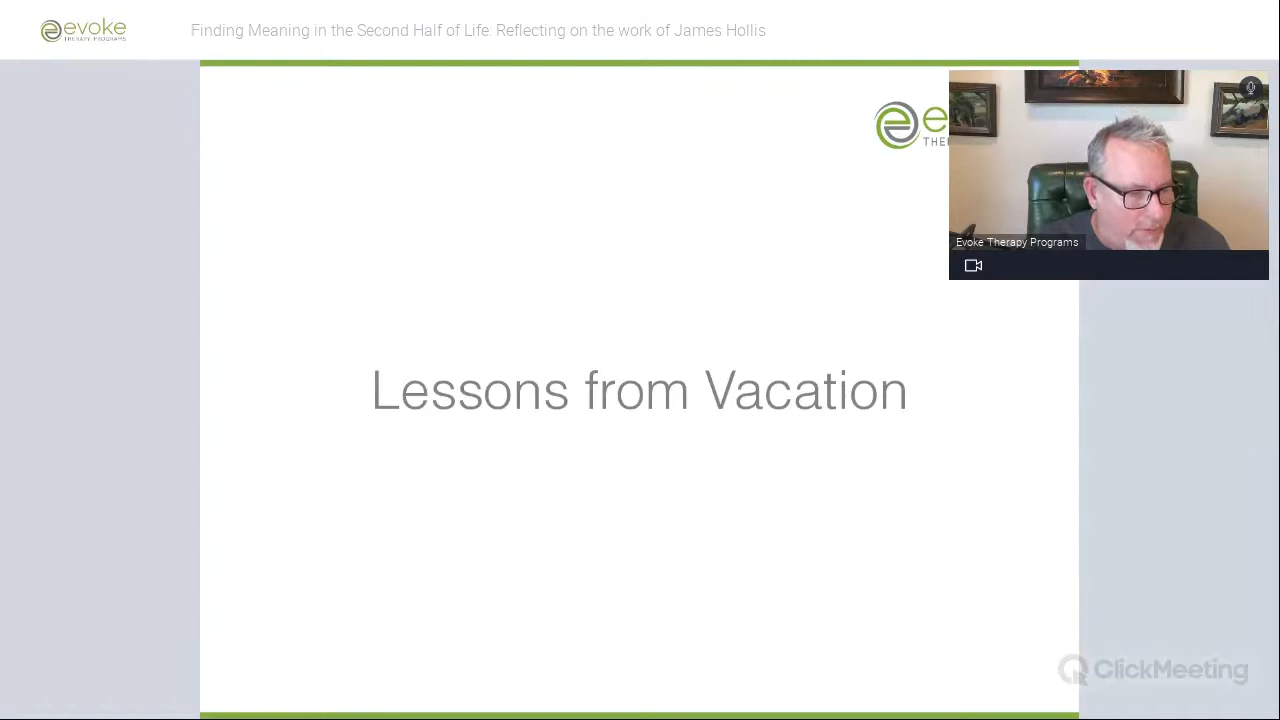 evoke
THERAPY PROGRAMS
Finding Meaning in the Second Half of Life: Reflecting on the work of James Hollis
e
THE
Evoke Therapy Programs
Lessons from Vacation
ClickMeeting